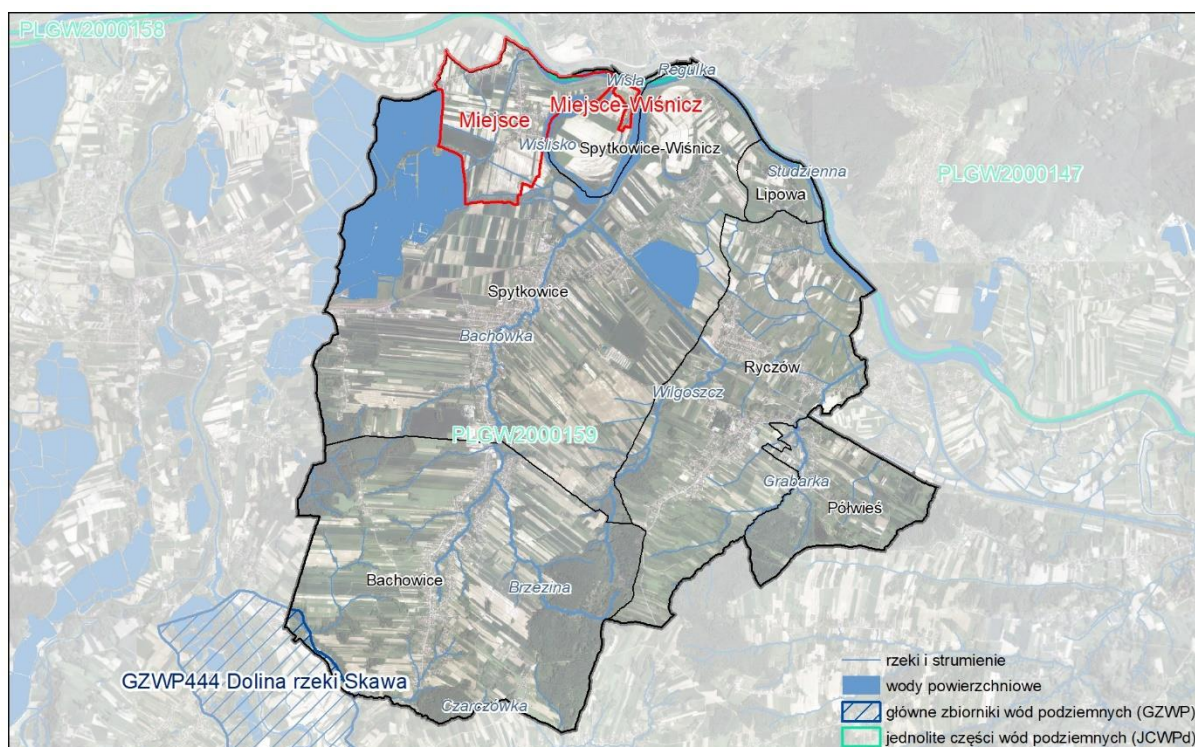 PLGW2000158
Wisła
Regulka
Miejsce-Wiśnicz
Miejsce
Wiślisko
Spytkowice-Wiśnicz
Studzienna
PLGW2000147
Lipowa
Spytkowice
Bachówka
Ryczów
Wilgoszcz
PLGW2000159
Grabarka
Półwieś
Bachowice
Brzezina
GZWP444 Dolina rzeki Skawa
Czarczówka
rzeki i strumienie
wody powierzchniowe
główne zbiorniki wód podziemnych (GZWP)
jednolite części wód podziemnych (JCWPd)